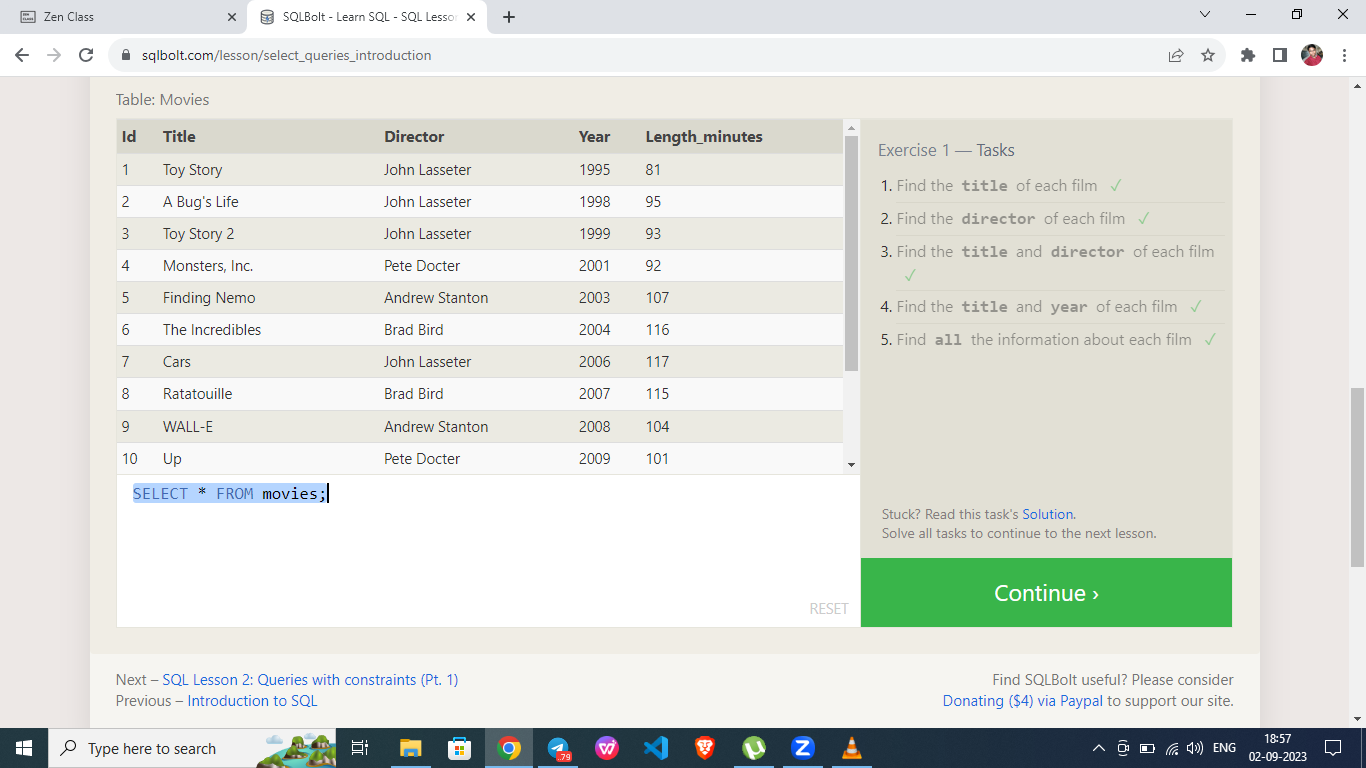 Zen Class
SQLBolt - Learn SQL - SQL Lesson
sqlbolt.com/lesson/select_queries_introduction
Table: Movies
Id Title Director Year Length_minutes
1 Toy Story John Lasseter 1995 81
2 A Bug's Life John Lasseter 1998 95
3 Toy Story 2 John Lasseter 1999 93
4 Monsters, Inc. Pete Docter 2001 92
5 Finding Nemo Andrew Stanton 2003 107
6 The Incredibles Brad Bird 2004 116
7 Cars John Lasseter 2006 117
8 Ratatouille Brad Bird 2007 115
9 WALL-E Andrew Stanton 2008 104
10 Up Pete Docter 2009 101
SELECT * FROM movies;
RESET
Exercise 1 — Tasks
1. Find the title of each film ✓
2. Find the director of each film ✓
3. Find the title and director of each film
✓
4. Find the title and year of each film ✓
5. Find all the information about each film ✓
Stuck? Read this task's Solution.
Solve all tasks to continue to the next lesson.
Continue ›
Next – SQL Lesson 2: Queries with constraints (Pt. 1)
Previous – Introduction to SQL
Find SQLBolt useful? Please consider
Donating ($4) via Paypal to support our site.
Type here to search
.79
ENG
18:57
02-09-2023